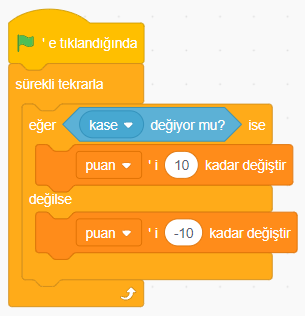 ' e tıklandığında
sürekli tekrarla
eğer kase değiyor mu? ise
puan ' i 10 kadar değiştir
değilse
puan ' i -10 kadar değiştir